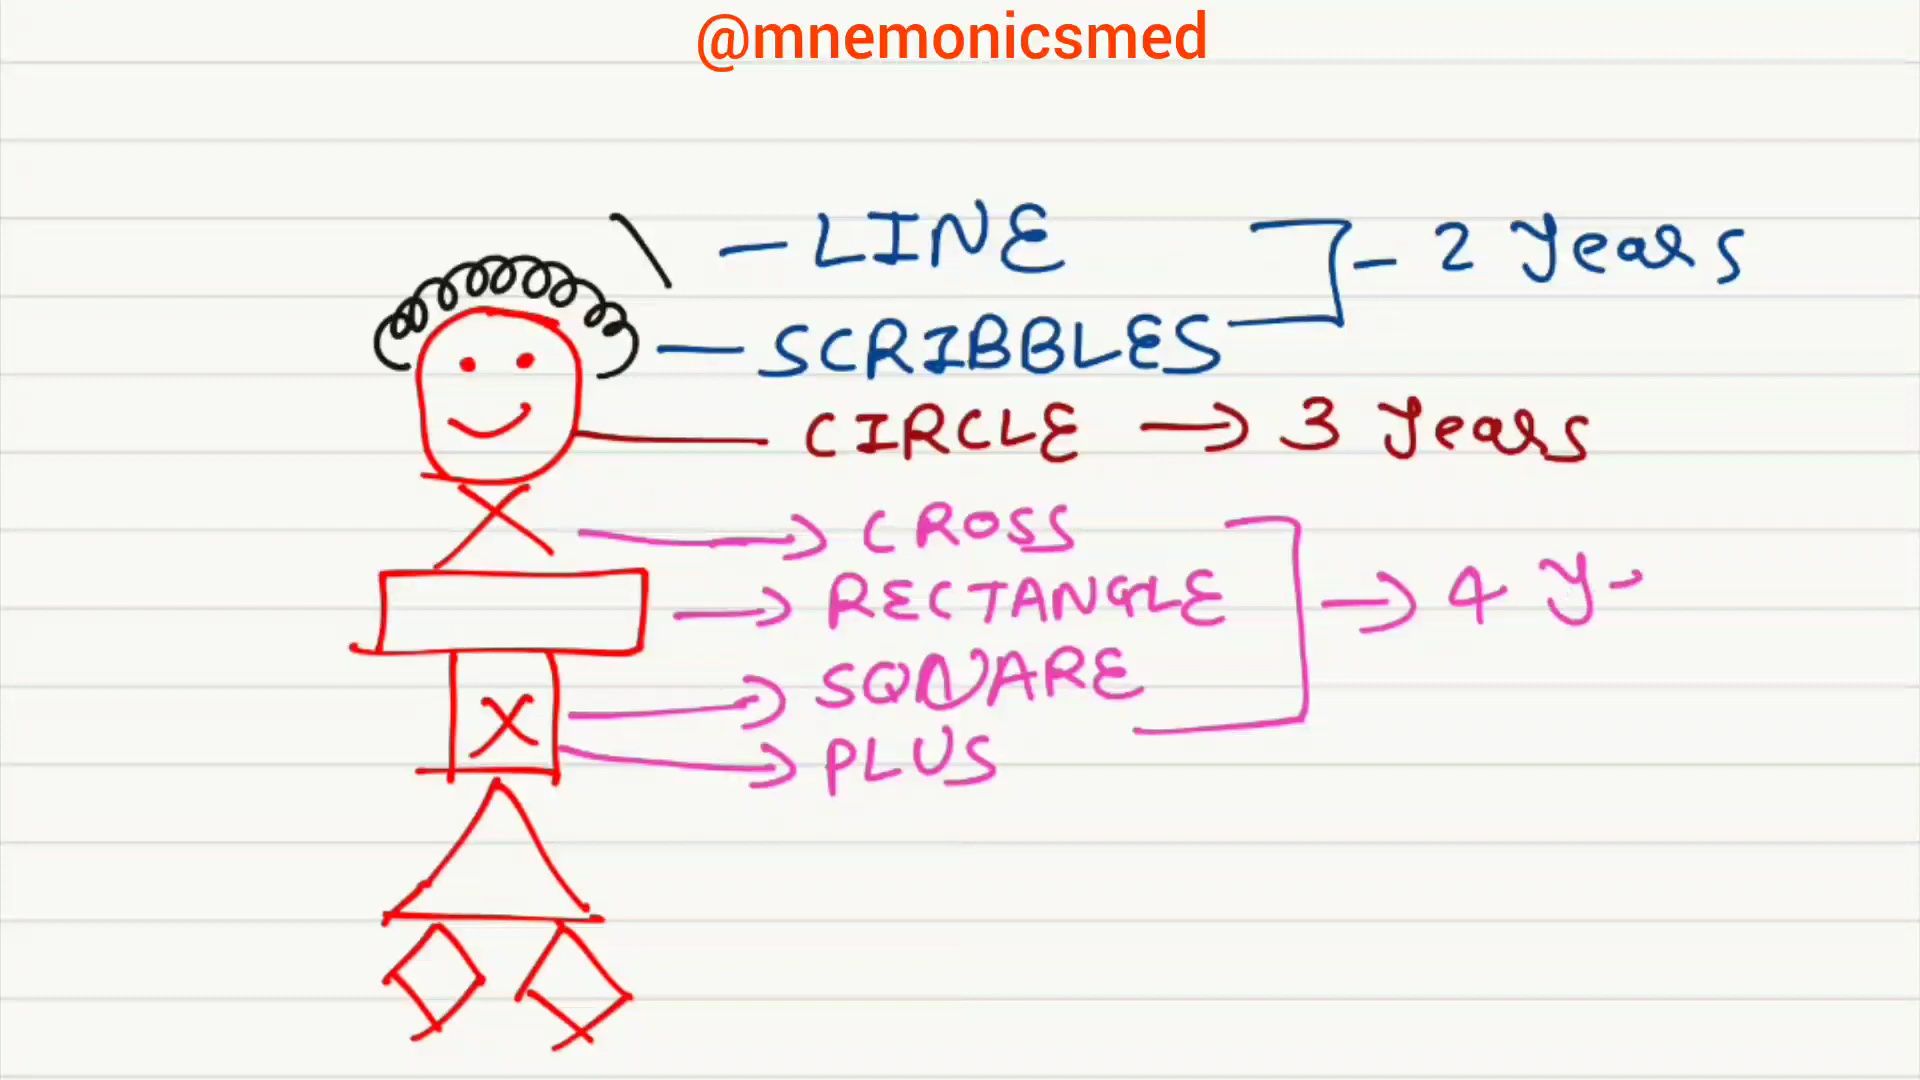 @mnemonicsmed
- LINE - 2 Years
- SCRIBBLES
CIRCLE → 3 Years
→ CROSS
→ RECTANGLE → 4 Y-
→ SQUARE
→ PLUS